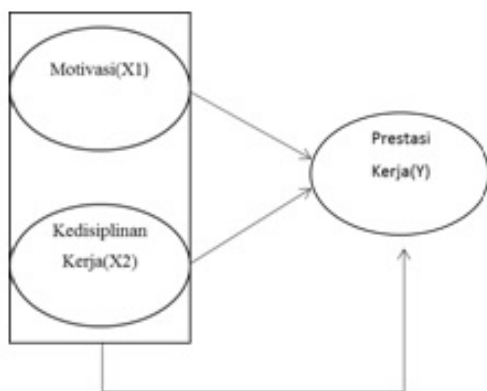 Motivasi(X1)
Prestasi
Kerja(Y)
Kedisiplinan
Kerja(X2)